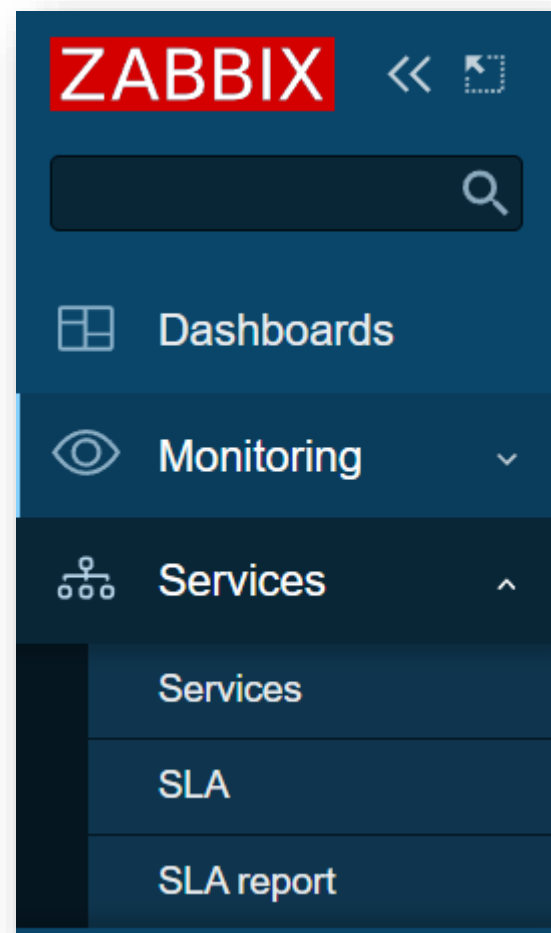 ZABBIX
Dashboards
Monitoring
Services
Services
SLA
SLA report